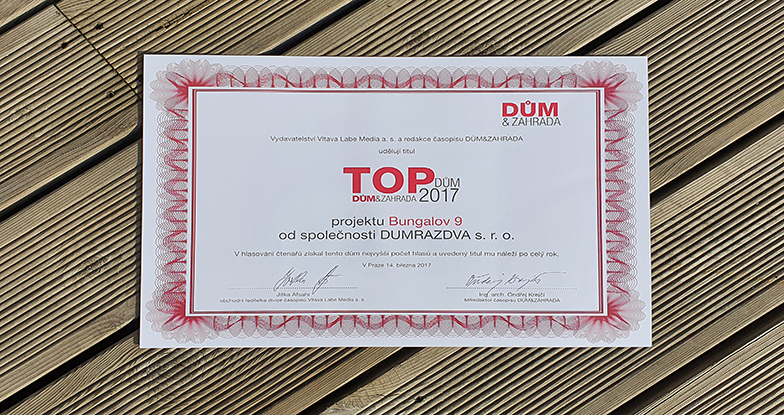 DŮM
& ZAHRADA
Vydavatelství Vltava Labe Media a. s. a redakce časopisu DŮM&ZAHRADA
udělují titul
TOP DŮM
DŮM&ZAHRADA 2017
projektu Bungalov 9
od společnosti DUMRAZDVA s. r. o.
V hlasování čtenářů získal tento dům nejvyšší počet hlasů a uvedený titul mu náleží po celý rok.
V Praze 14. března 2017
Jitka Ing. arch. Ondřej Krejčí
obchodní ředitelka divize časopisů Vltava Labe Media a. s. šéfredaktor časopisu DŮM&ZAHRADA